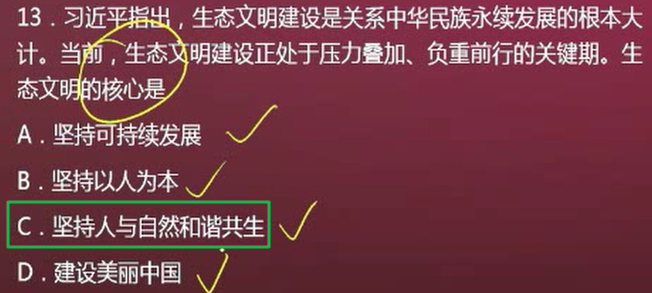 13．习近平指出，生态文明建设是关系中华民族永续发展的根本大
计。当前，生态文明建设正处于压力叠加、负重前行的关键期。生
态文明的核心是
A．坚持可持续发展
B．坚持以人为本
C．坚持人与自然和谐共生
D．建设美丽中国